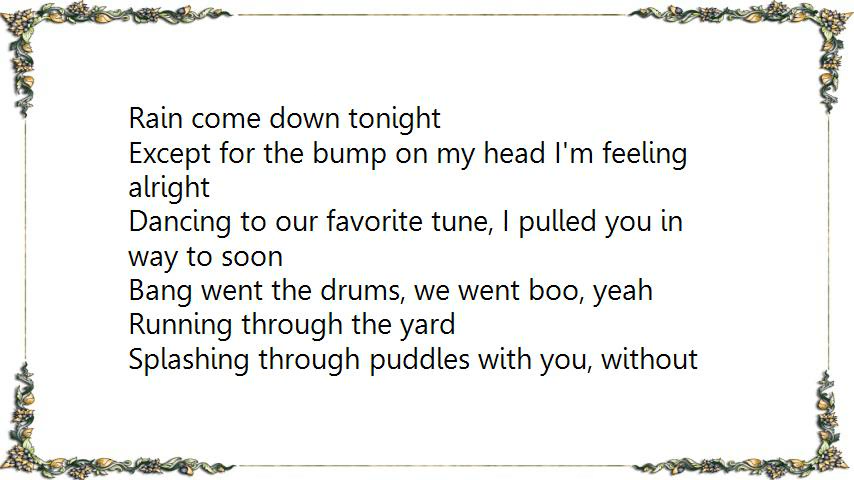 Rain come down tonight
Except for the bump on my head I'm feeling
alright
Dancing to our favorite tune, I pulled you in
way to soon
Bang went the drums, we went boo, yeah
Running through the yard
Splashing through puddles with you, without